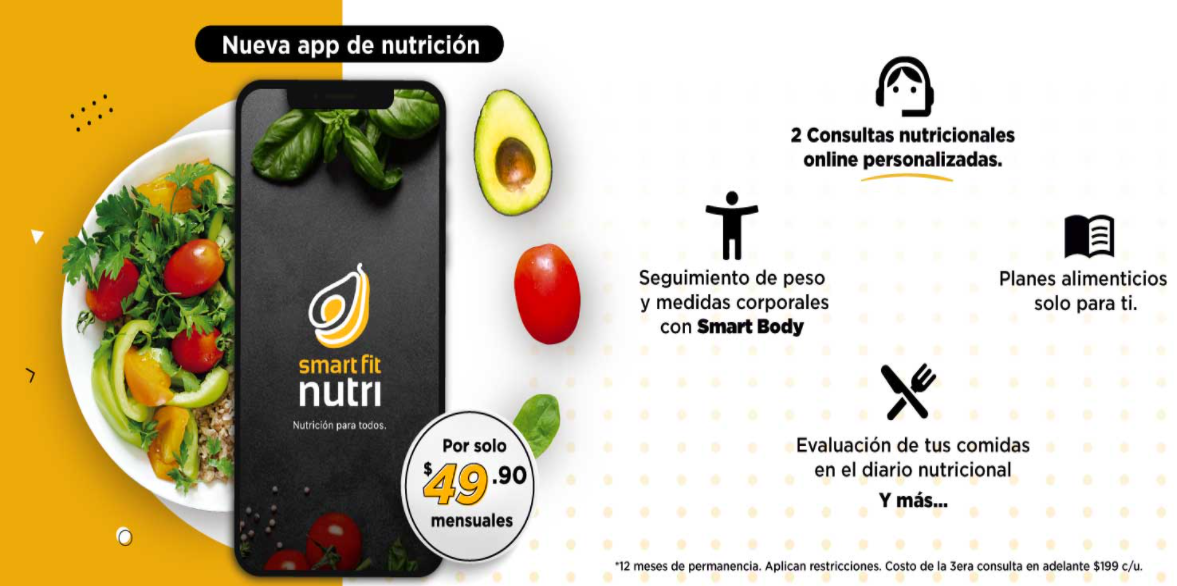 Nueva app de nutrición
smart fit
nutri
Nutrición para todos.
Por solo
$49.90
mensuales
2 Consultas nutricionales
online personalizadas.
Seguimiento de peso
y medidas corporales
con Smart Body
Planes alimenticios
solo para ti.
Evaluación de tus comidas
en el diario nutricional
Y más...
*12 meses de permanencia. Aplican restricciones. Costo de la 3era consulta en adelante $199 c/u.